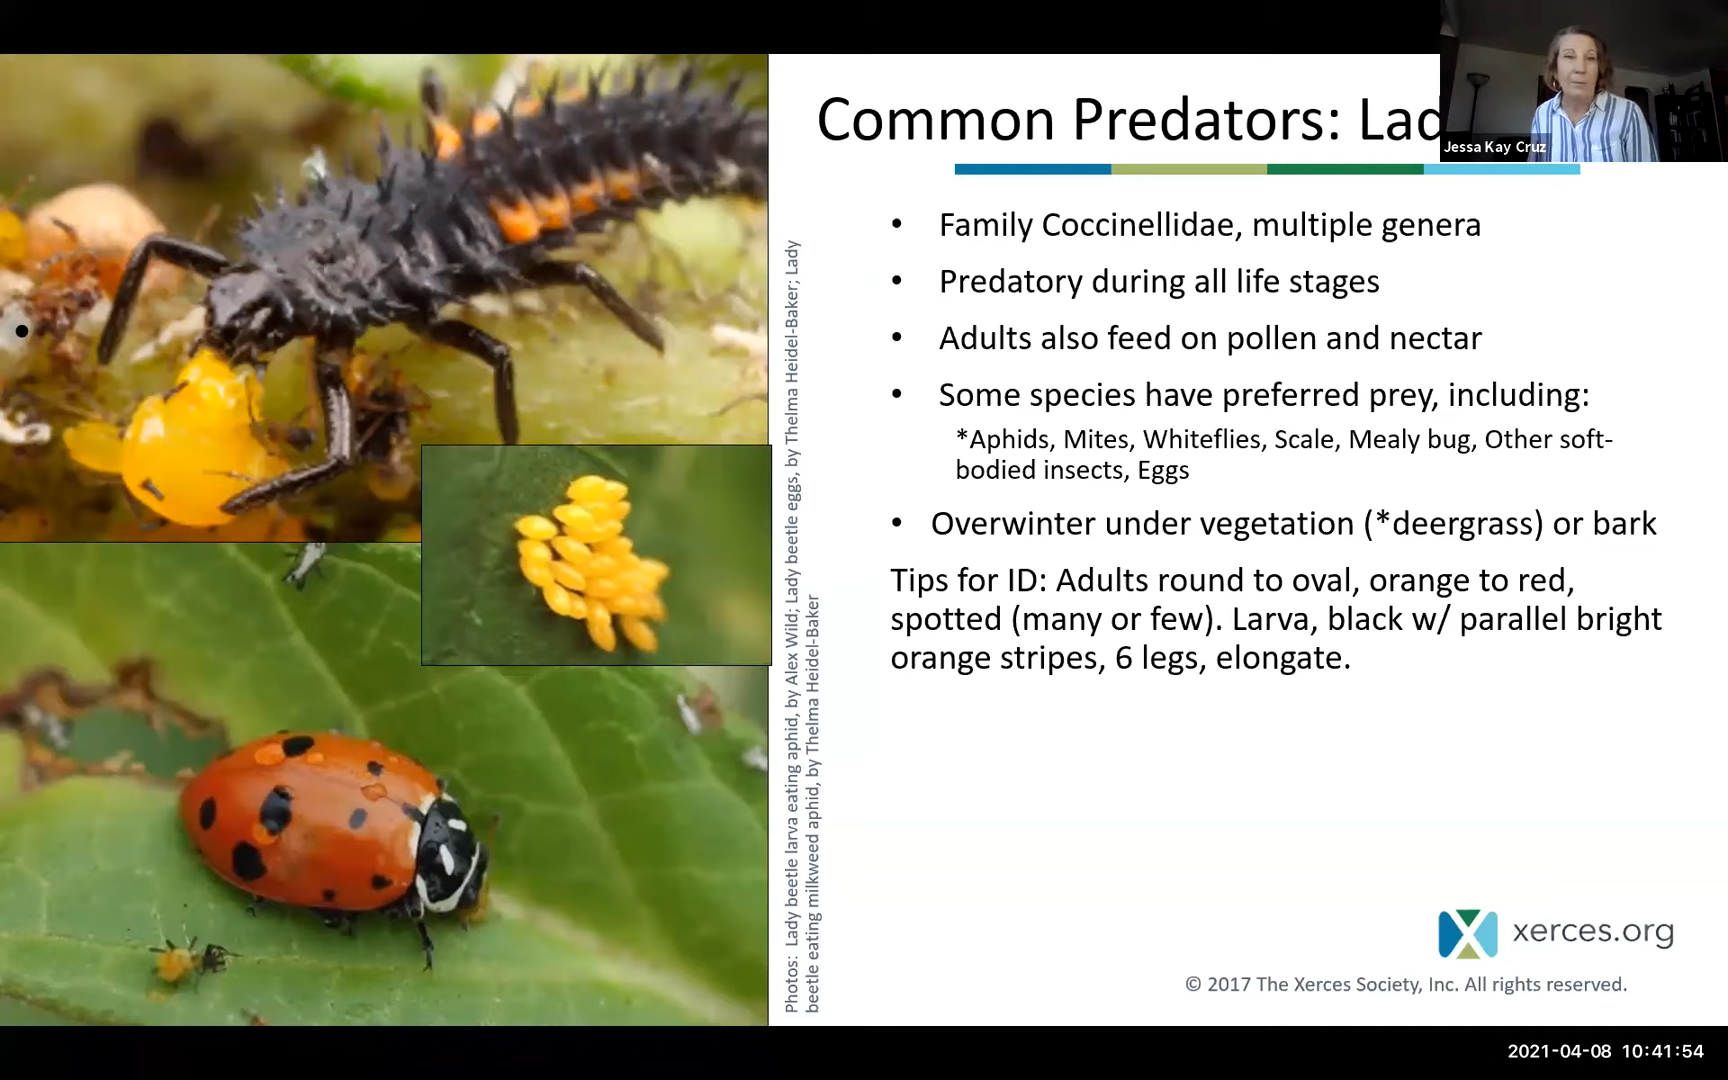 Common Predators: Lad
Jessa Kay Cruz
• Family Coccinellidae, multiple genera
• Predatory during all life stages
• Adults also feed on pollen and nectar
• Some species have preferred prey, including:
*Aphids, Mites, Whiteflies, Scale, Mealy bug, Other soft-
bodied insects, Eggs
• Overwinter under vegetation (*deergrass) or bark
Tips for ID: Adults round to oval, orange to red,
spotted (many or few). Larva, black w/ parallel bright
orange stripes, 6 legs, elongate.
Photos: Lady beetle larva eating aphid, by Alex Wild; Lady beetle eggs, by Thelma Heidel-Baker; Lady
beetle eating milkweed aphid, by Thelma Heidel-Baker
xerces.org
© 2017 The Xerces Society, Inc. All rights reserved.
2021-04-08 10:41:54